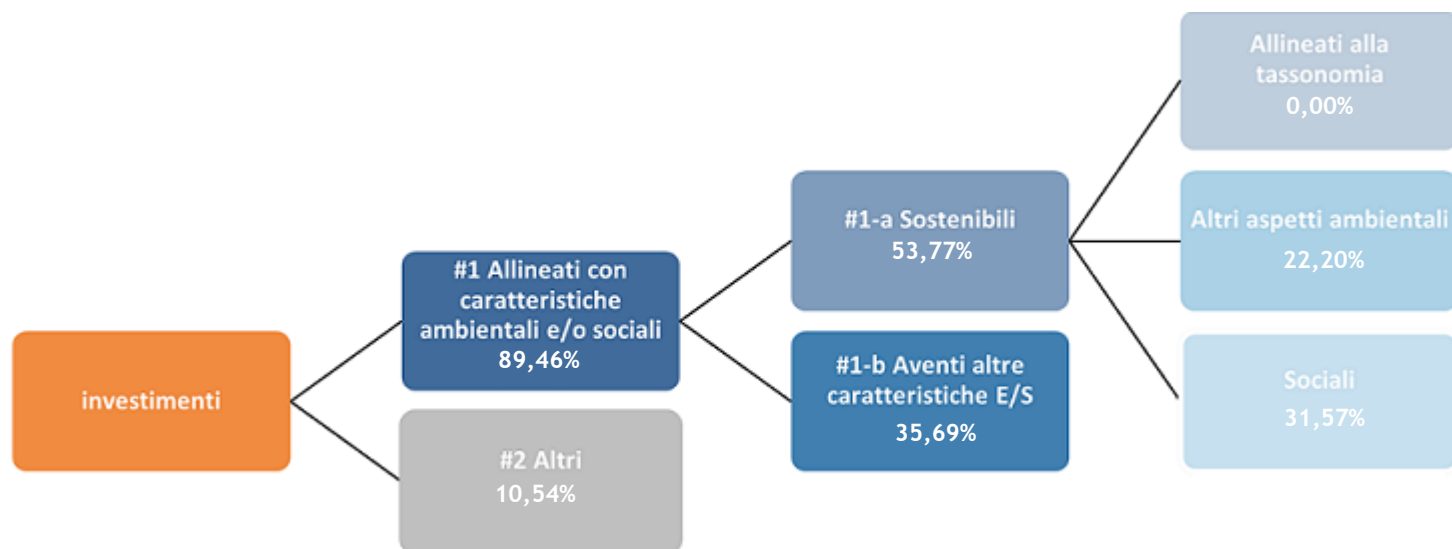 investimenti
#1 Allineati con
caratteristiche
ambientali e/o sociali
89,46%
#2 Altri
10,54%
#1-a Sostenibili
53,77%
#1-b Aventi altre
caratteristiche E/S
35,69%
Allineati alla
tassonomia
0,00%
Altri aspetti ambientali
22,20%
Sociali
31,57%